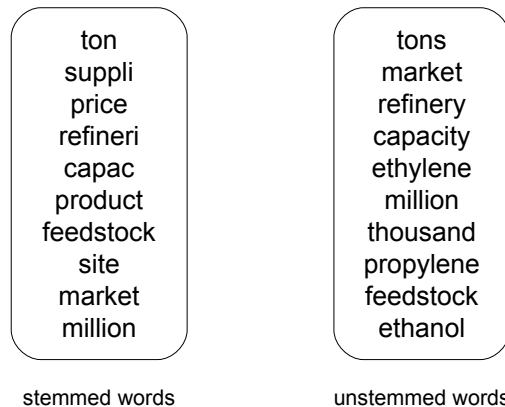 ton
suppli
price
refineri
capac
product
feedstock
site
market
million
stemmed words
tons
market
refinery
capacity
ethylene
million
thousand
propylene
feedstock
ethanol
unstemmed words